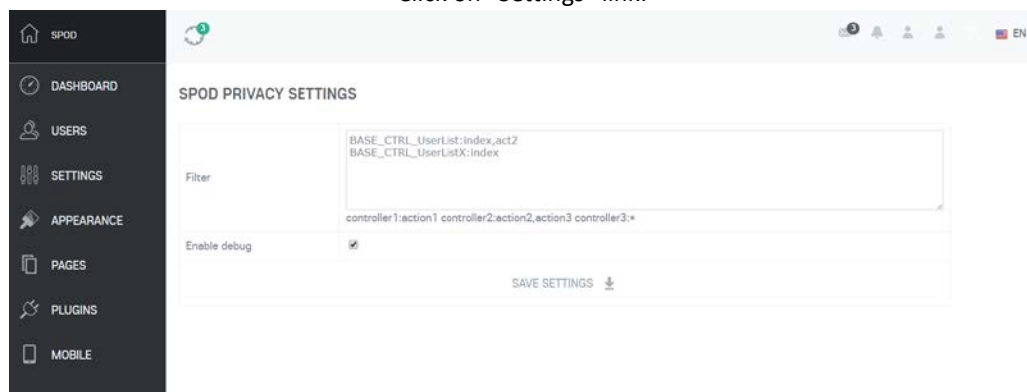 Click on "Settings" link.
SPOD
3
3
EN
DASHBOARD
SPOD PRIVACY SETTINGS
USERS
BASE_CTRL_UserList:index,act2
BASE_CTRL_UserListX:index
SETTINGS
Filter
APPEARANCE
controller1:action1 controller2:action2,action3 controller3:*
Enable debug
PAGES
SAVE SETTINGS
PLUGINS
MOBILE